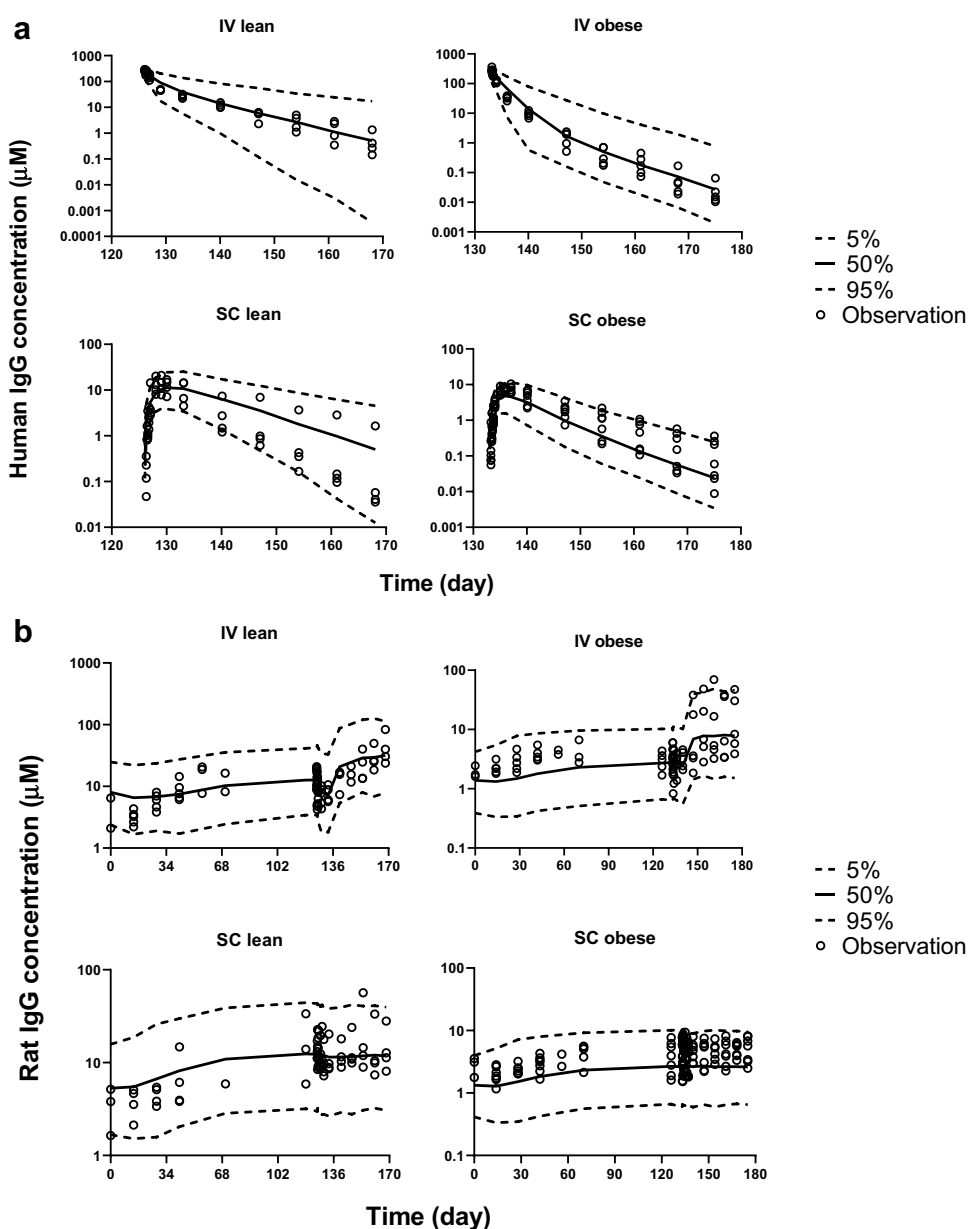 a
IV lean
IV obese
1000
100
10
1
0.1
0.01
0.001
0.0001
120 130 140 150 160 170
1000
100
10
1
0.1
0.01
0.001
130 140 150 160 170 180
SC lean
SC obese
100
10
1
0.1
0.01
120 130 140 150 160 170
100
10
1
0.1
0.01
0.001
130 140 150 160 170 180
Human IgG concentration (μM)
Time (day)
5%
50%
95%
Observation
b
IV lean
IV obese
1000
100
10
1
0 34 68 102 136 170
100
10
1
0.1
0 30 60 90 120 150 180
SC lean
SC obese
100
10
1
0 34 68 102 136 170
100
10
1
0.1
0 30 60 90 120 150 180
Rat IgG concentration (μM)
Time (day)
5%
50%
95%
Observation